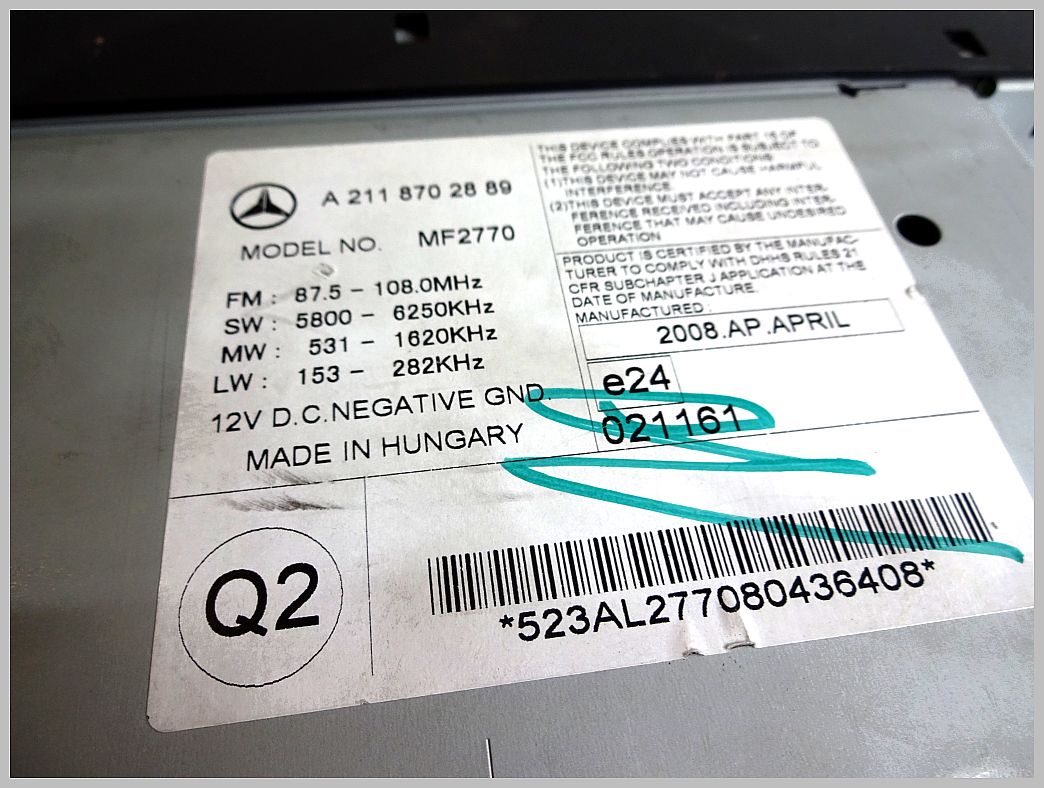 A 211 870 28 89
MODEL NO. MF2770
FM : 87.5 - 108.0MHz
SW : 5800 - 6250KHz
MW : 531 - 1620KHz
LW : 153 - 282KHz
12V D.C.NEGATIVE GND.
MADE IN HUNGARY
THIS DEVICE COMPLIES WITH PART 15 OF
THE FCC RULES OPERATION IS SUBJECT TO
THE FOLLOWING TWO CONDITIONS
(1)THIS DEVICE MAY NOT CAUSE HARMFUL
INTERFERENCE.
(2)THIS DEVICE MUST ACCEPT ANY INTER-
FERENCE RECEIVED INCLUDING INTER-
FERENCE THAT MAY CAUSE UNDESIRED
OPERATION
PRODUCT IS CERTIFIED BY THE MANUFAC-
TURER TO COMPLY WITH DHHS RULES 21
CFR SUBCHAPTER J APPLICATION AT THE
DATE OF MANUFACTURE.
MANUFACTURED :
2008.AP.APRIL
e24
021161
Q2
*523AL277080436408*